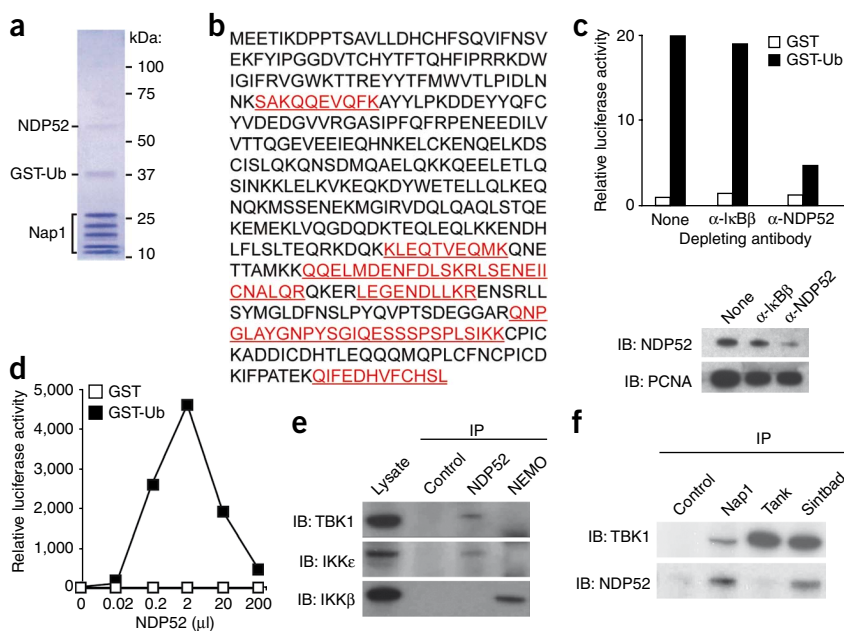 a
kDa:
100
75
NDP52
50
GST-Ub
37
25
Nap1
10
b
MEETIKDPPTSAVLLDHCHFSQVIFNSV
EKFYIPGGDVTCHYTFTQHFIPRRKDW
IGIFRVGWKTTREYYTFMWVTLPIDLN
NKSAKQQEVQFKAYYLPKDDEYYQFC
YVDEDGVVRGASIPFQFRPENEEDILV
VTTQGEVEEIEQHNKELCKENQELKDS
CISLQKQNSDMQAELQKKQEELETLQ
SINKKLELKVKEQKDYWETELLQLKEQ
NQKMSSENEKMGIRVDQLQAQLSTQE
KEMEKLVQGDQDKTEQLEQLKKENDH
LFLSLTEQRKDQKKLEQTVEQMKQNE
TTAMKKQQELMDENFDLSKRLSENEII
CNALQRQKERLEGENDLLKRENSRLL
SYMGLDFNSLPYQVPTSDEGGARQNP
GLAYGNPYSGIQESSSPSPLSIKKCPIC
KADDICDHTLEQQQMQPLCFNCPICD
KIFPATEKQIFEDHVFCHSL
c
Relative luciferase activity
20
10
0
GST
GST-Ub
None α-IκBβ α-NDP52
Depleting antibody
None α-IκBβ α-NDP52
IB: NDP52
IB: PCNA
d
Relative luciferase activity
5,000
4,000
3,000
2,000
1,000
0
GST
GST-Ub
0 0.02 0.2 2 20 200
NDP52 (µl)
e
IP
Lysate Control NDP52 NEMO
IB: TBK1
IB: IKKε
IB: IKKβ
f
IP
Control Nap1 Tank Sintbad
IB: TBK1
IB: NDP52